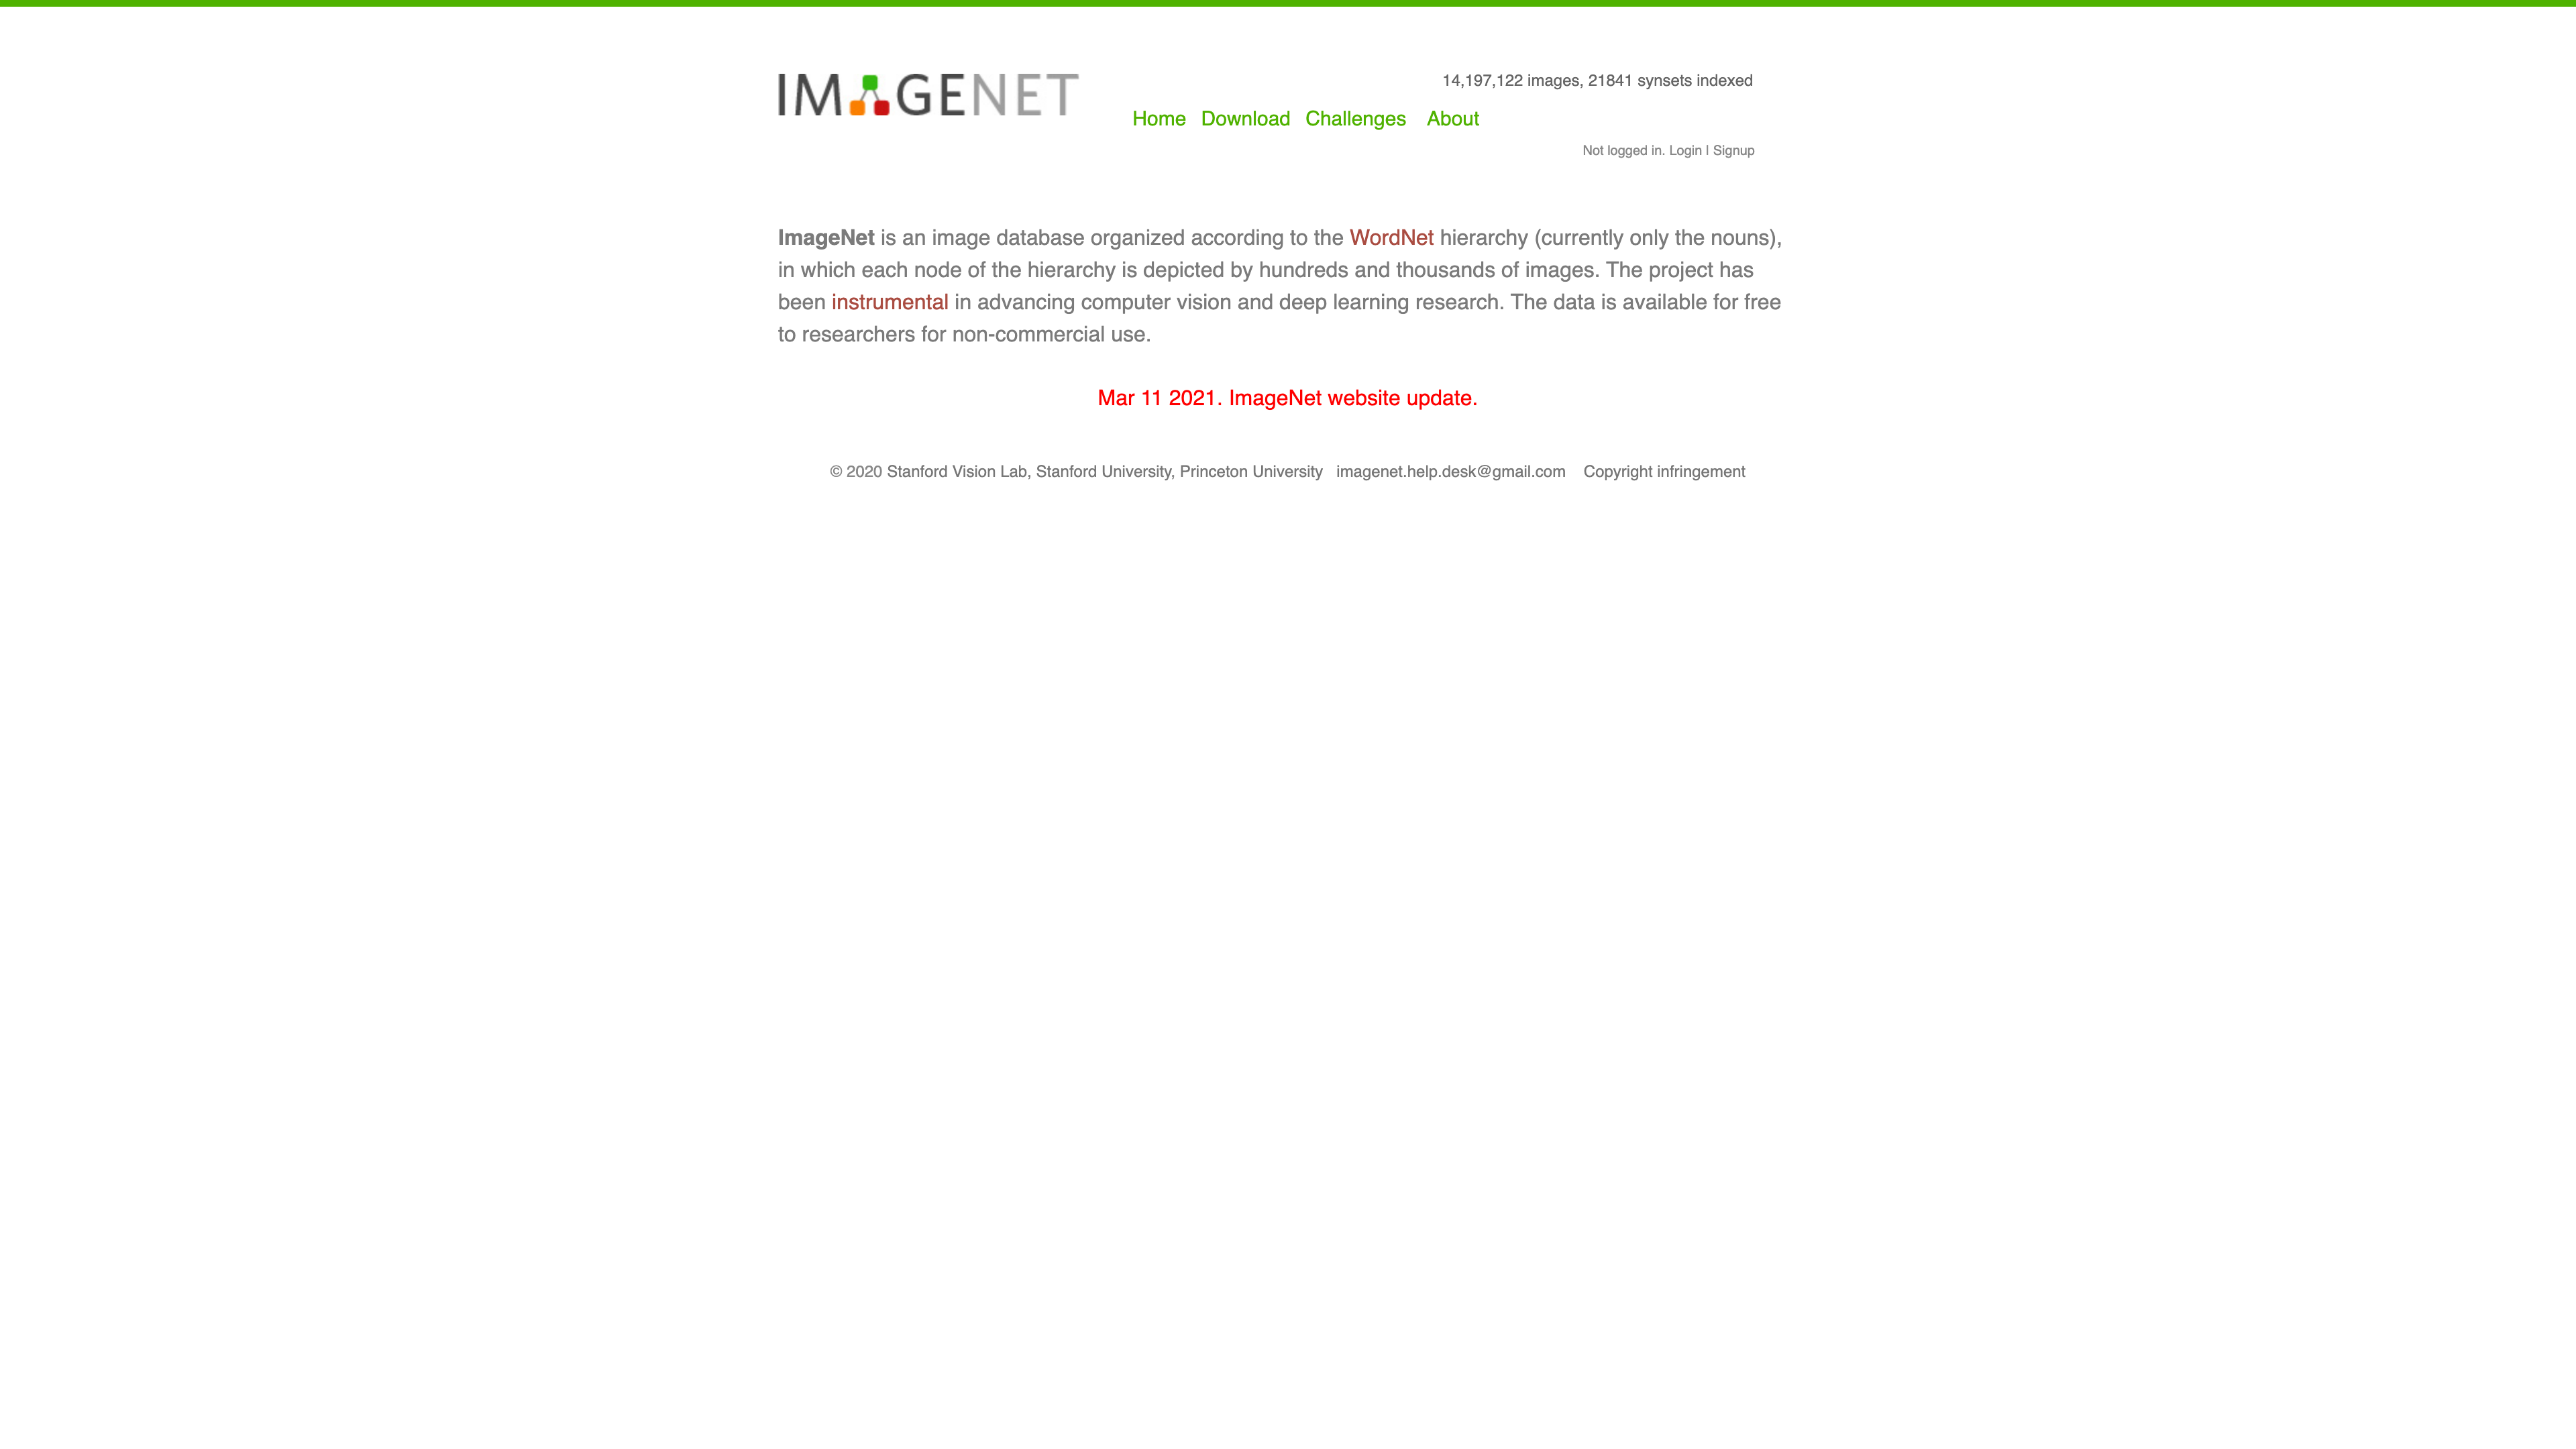 IMAGENET
14,197,122 images, 21841 synsets indexed
Home Download Challenges About
Not logged in. Login | Signup
ImageNet is an image database organized according to the WordNet hierarchy (currently only the nouns),
in which each node of the hierarchy is depicted by hundreds and thousands of images. The project has
been instrumental in advancing computer vision and deep learning research. The data is available for free
to researchers for non-commercial use.
Mar 11 2021. ImageNet website update.
© 2020 Stanford Vision Lab, Stanford University, Princeton University imagenet.help.desk@gmail.com Copyright infringement